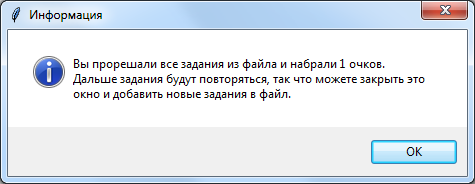 Информация
Вы прорешали все задания из файла и набрали 1 очков.
Дальше задания будут повторяться, так что можете закрыть это
окно и добавить новые задания в файл.
ОК